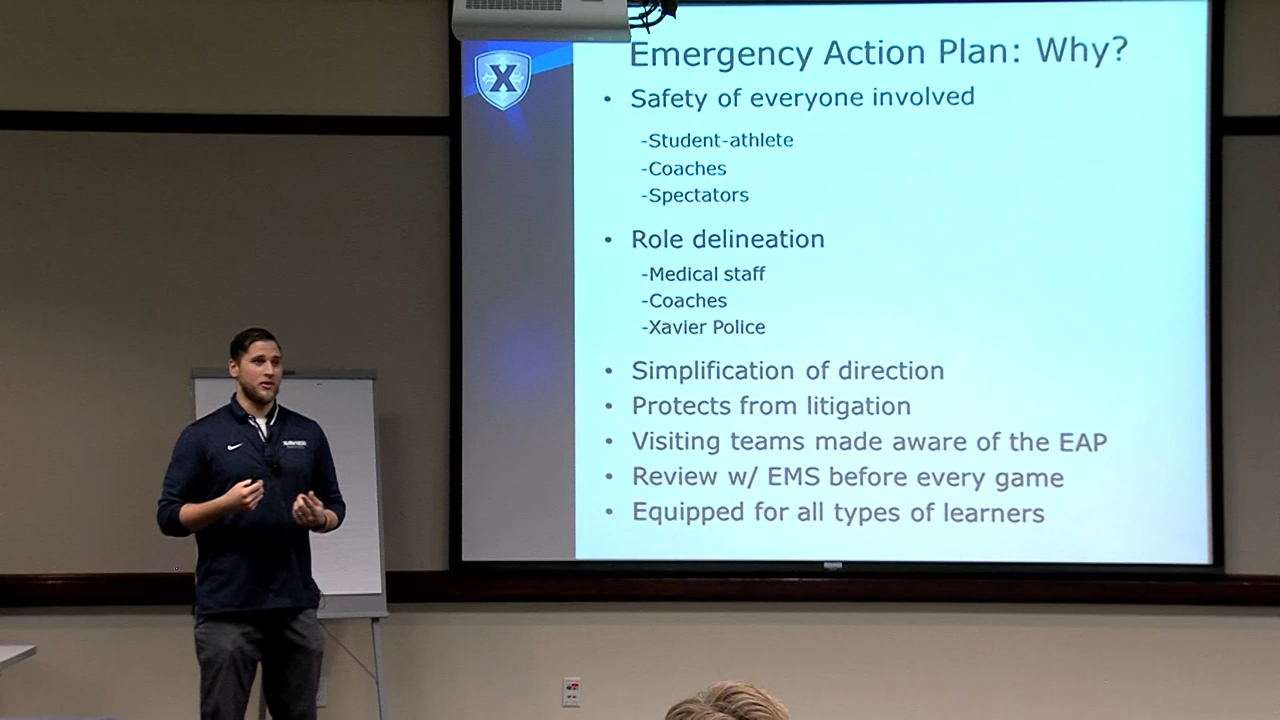 X
Emergency Action Plan: Why?
• Safety of everyone involved
-Student-athlete
-Coaches
-Spectators
• Role delineation
-Medical staff
-Coaches
-Xavier Police
• Simplification of direction
• Protects from litigation
• Visiting teams made aware of the EAP
• Review w/ EMS before every game
• Equipped for all types of learners
XAVIER